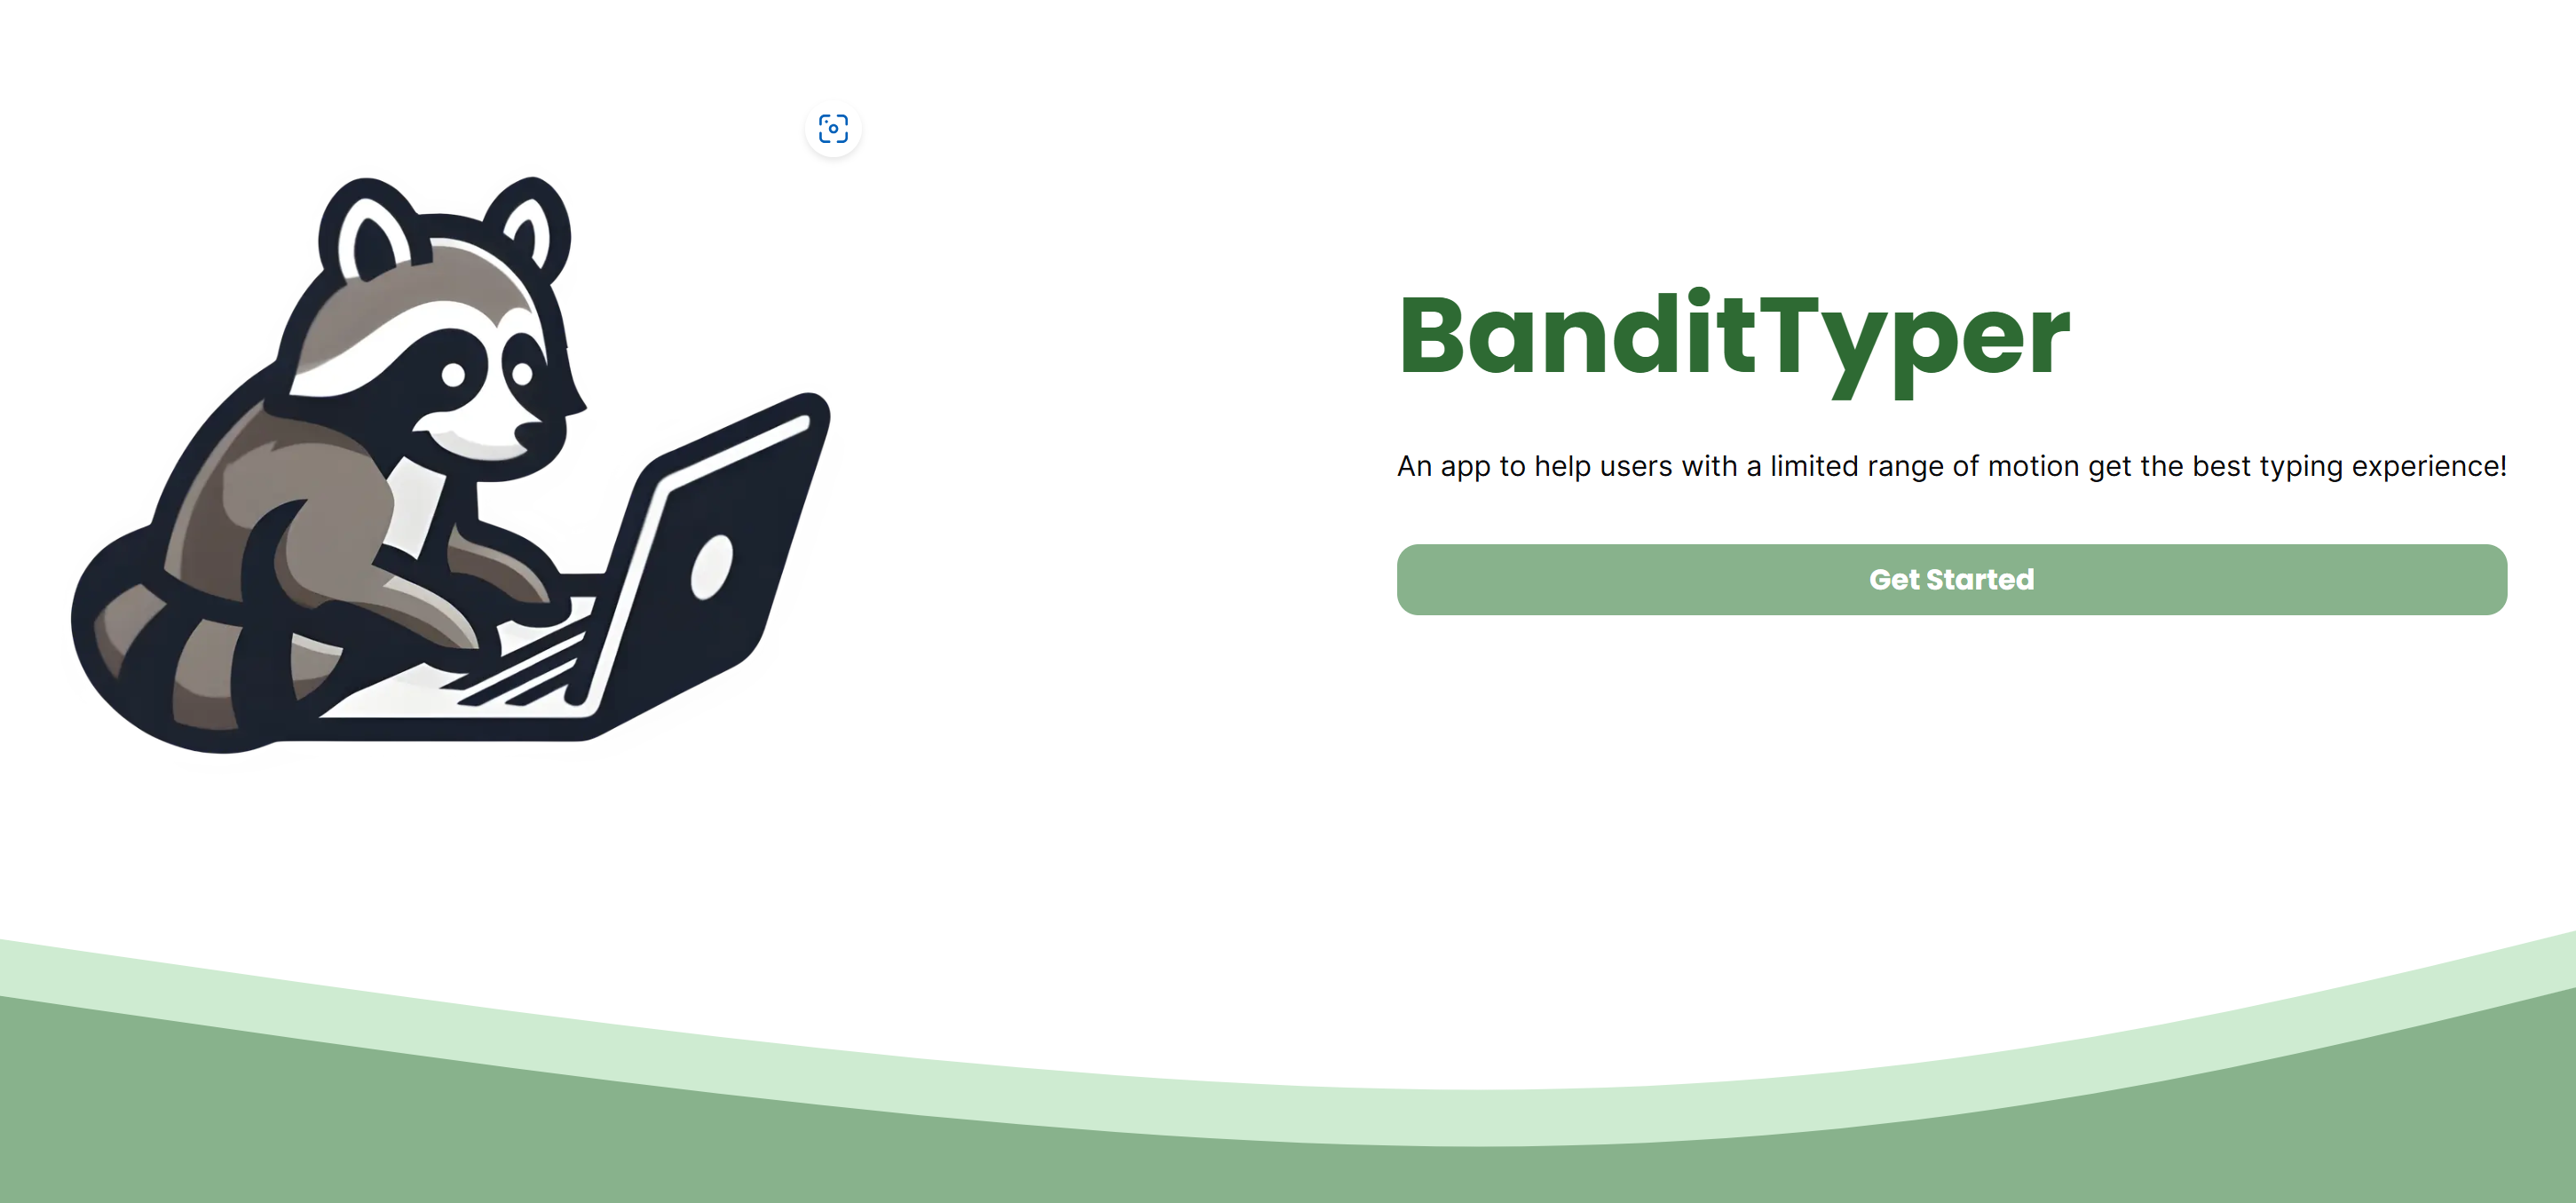 BanditTyper
An app to help users with a limited range of motion get the best typing experience!
Get Started